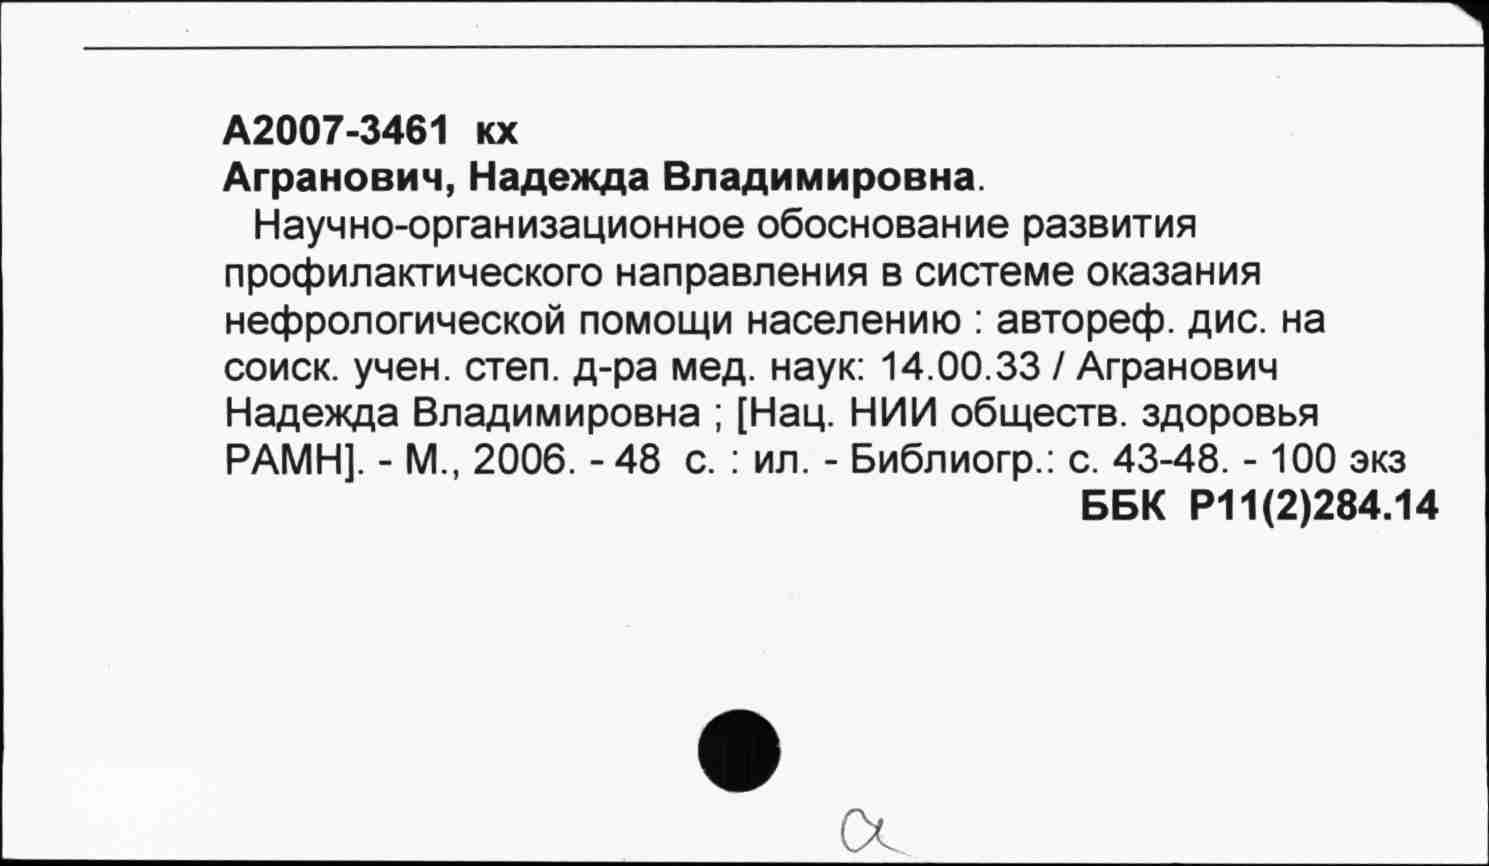 А2007-3461 кх
Агранович, Надежда Владимировна.
Научно-организационное обоснование развития
профилактического направления в системе оказания
нефрологической помощи населению : автореф. дис. на
соиск. учен. степ. д-ра мед. наук: 14.00.33 / Агранович
Надежда Владимировна ; [Нац. НИИ обществ. здоровья
РАМН]. - М., 2006. - 48 с. : ил. - Библиогр.: с. 43-48. - 100 экз
ББК Р11(2)284.14
а